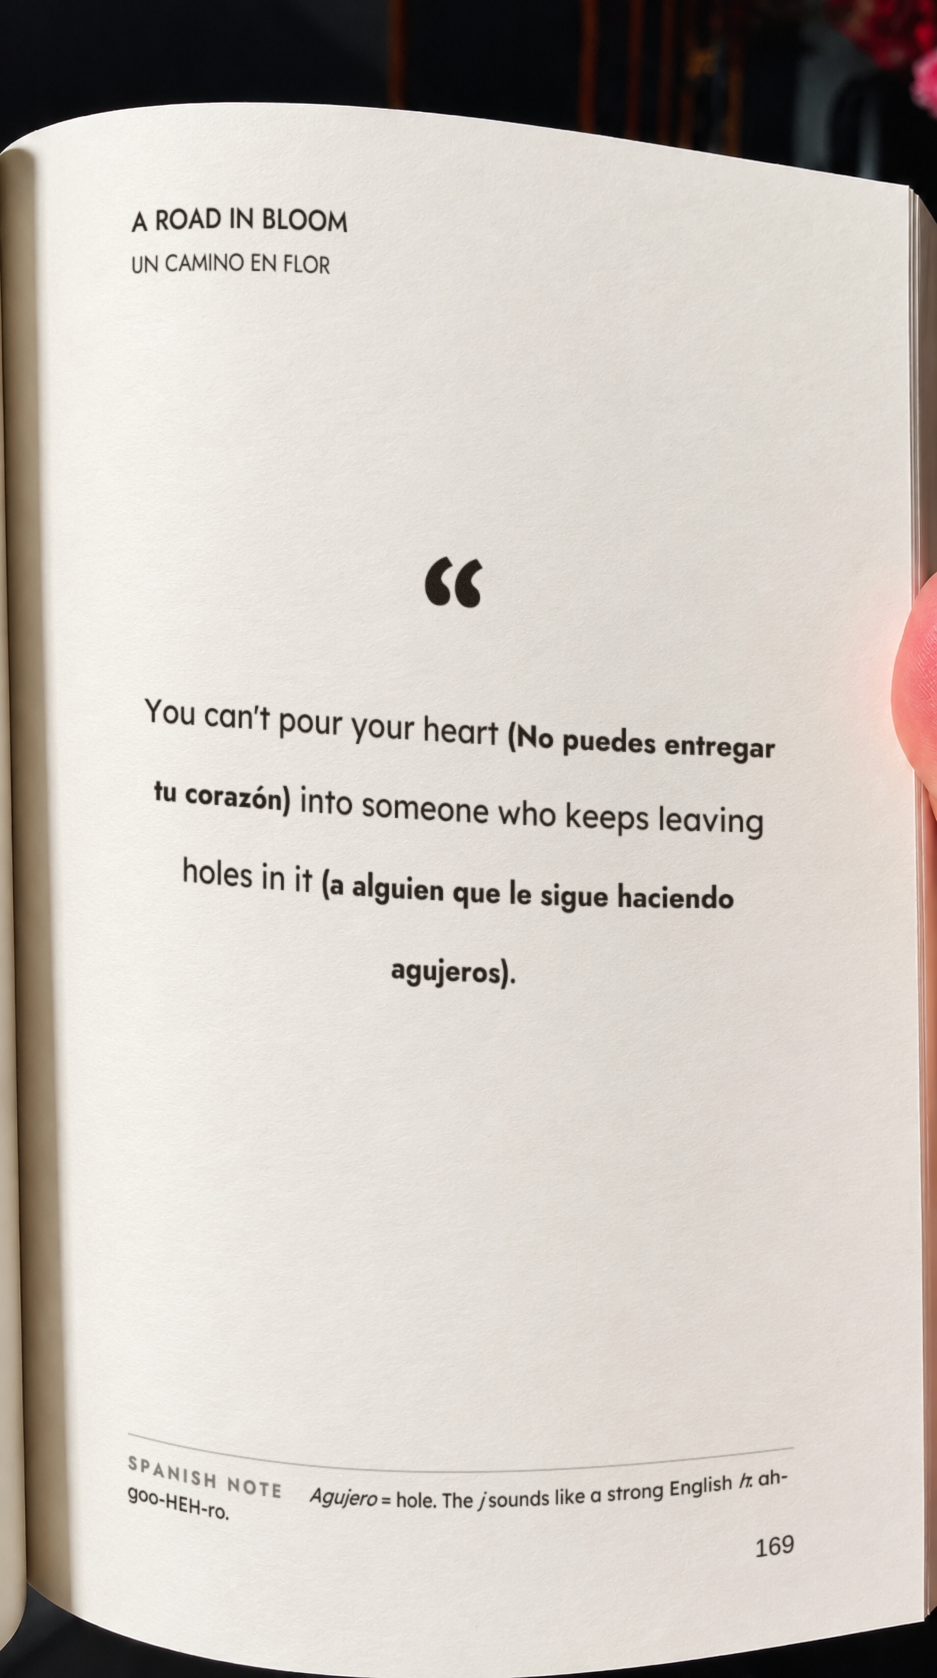 A ROAD IN BLOOM
UN CAMINO EN FLOR
“
You can't pour your heart (No puedes entregar
tu corazón) into someone who keeps leaving
holes in it (a alguien que le sigue haciendo
agujeros).
SPANISH NOTE Agujero = hole. The j sounds like a strong English h: ah-
goo-HEH-ro.
169